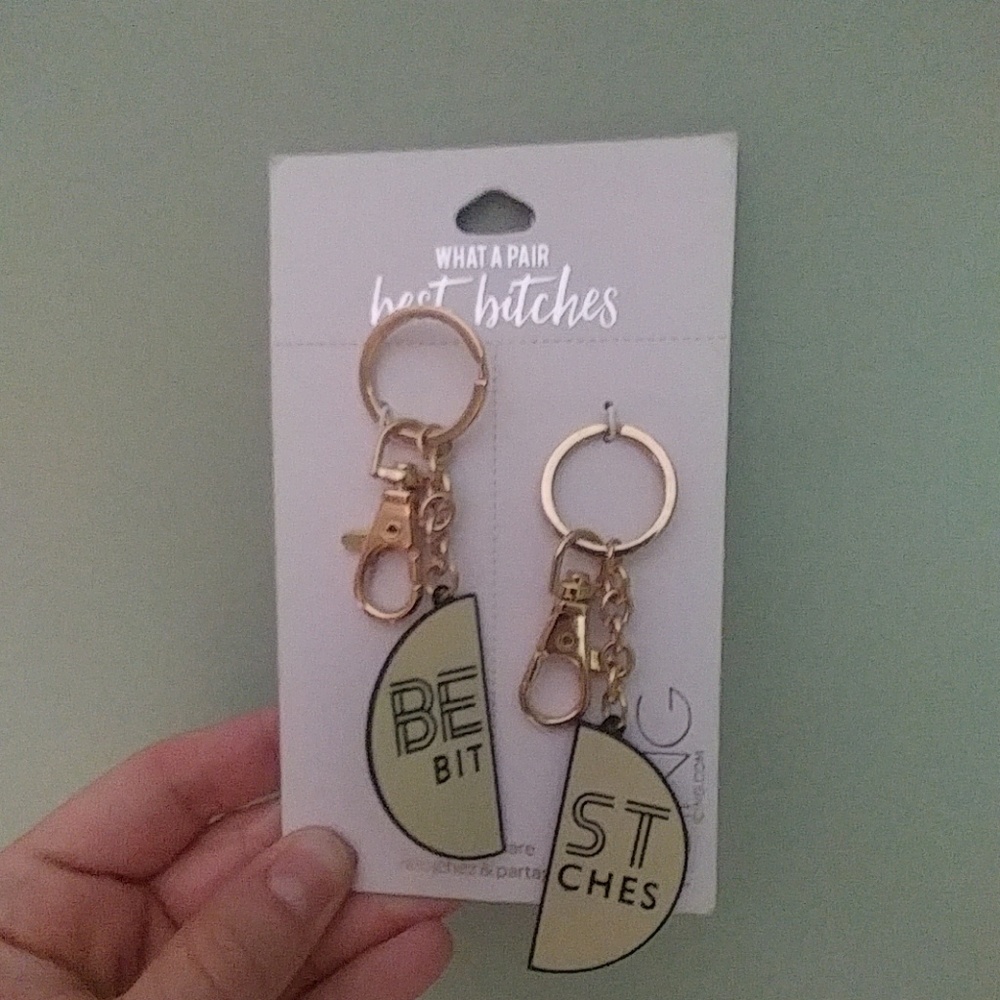 WHAT A PAIR
best bitches
BE
BIT
ST
CHES